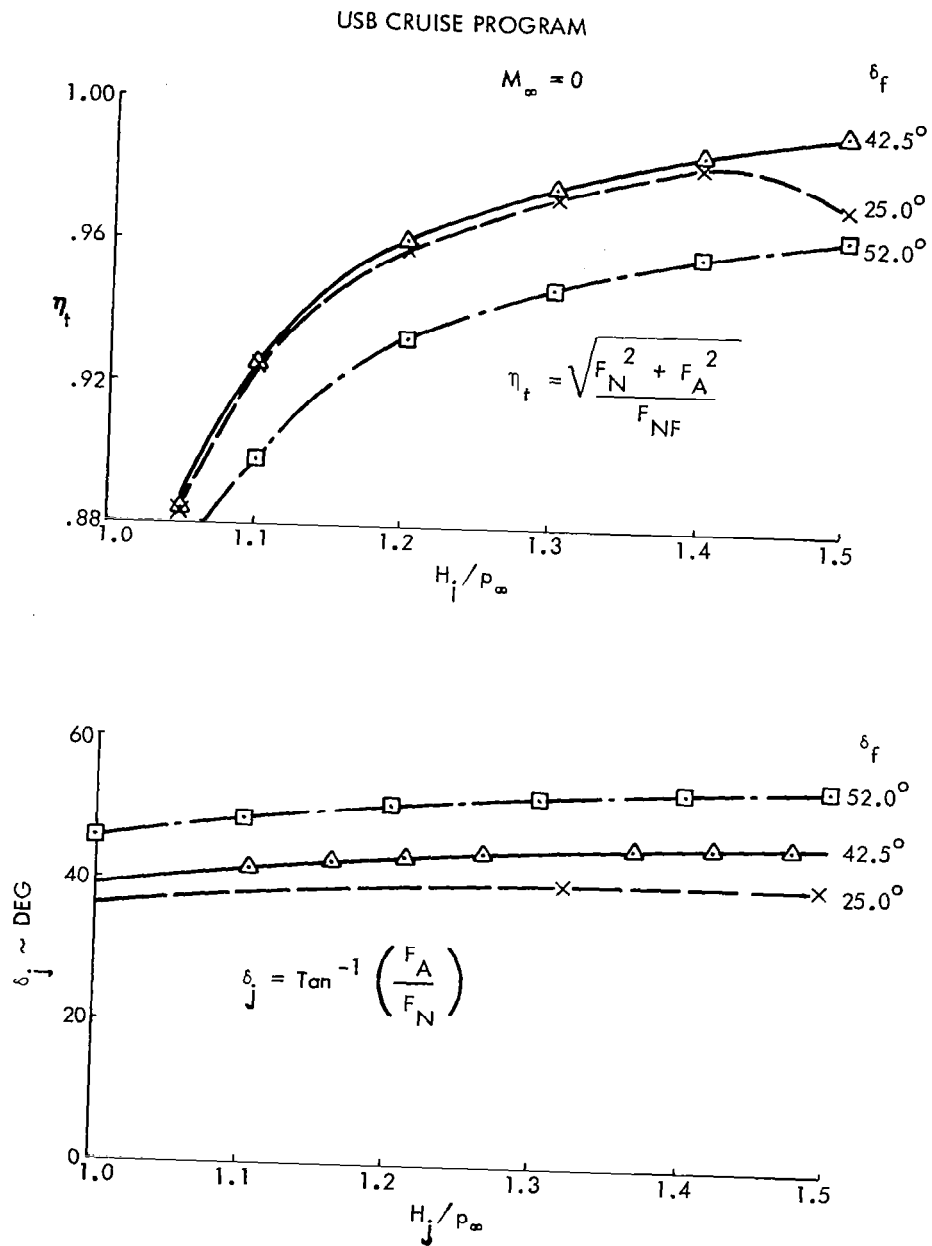 USB CRUISE PROGRAM
M∞ = 0
δf
1.00
.96
.92
.88
ηt
42.5°
25.0°
52.0°
ηt = √(FN² + FA²) / FNF
1.0 1.1 1.2 1.3 1.4 1.5
Hj/p∞
δf
60
40
20
0
δj ~ DEG
52.0°
42.5°
25.0°
δj = Tan⁻¹ (FA / FN)
1.0 1.1 1.2 1.3 1.4 1.5
Hj/p∞